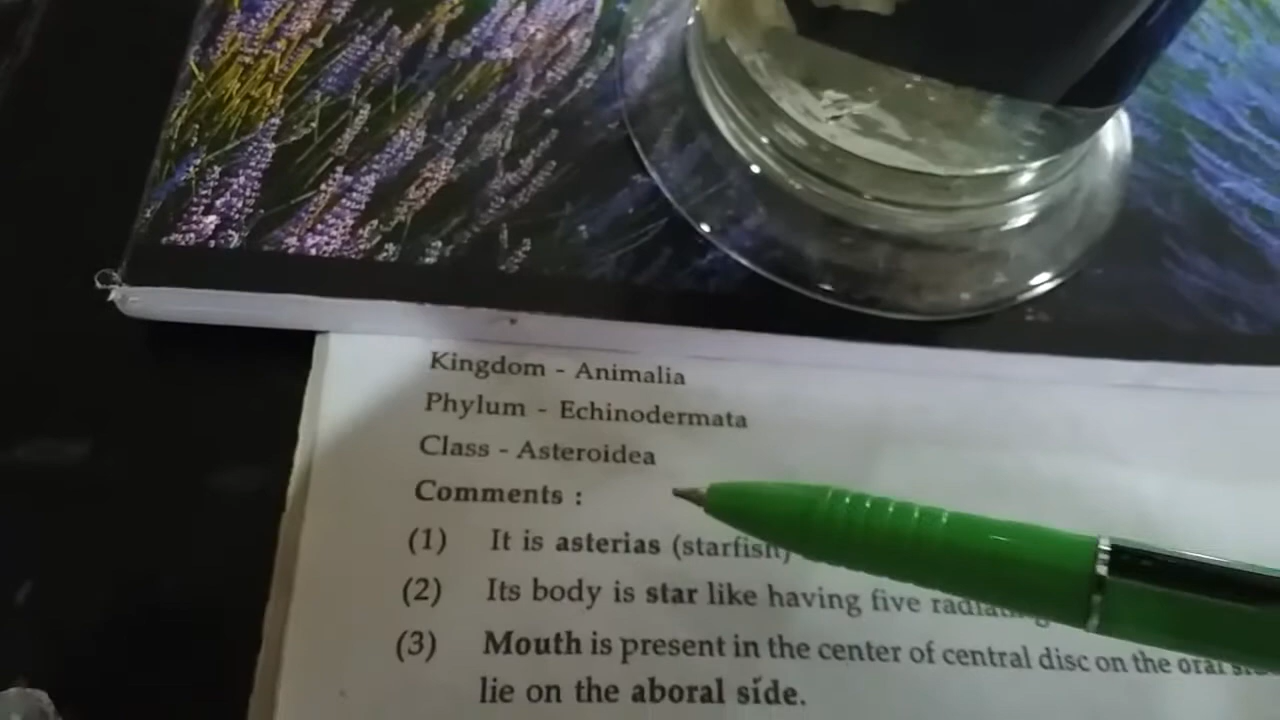 Kingdom - Animalia
Phylum - Echinodermata
Class - Asteroidea
Comments :
(1) It is asterias (starfish)
(2) Its body is star like having five
(3) Mouth is present in the center of central disc on the oral
lie on the aboral side.